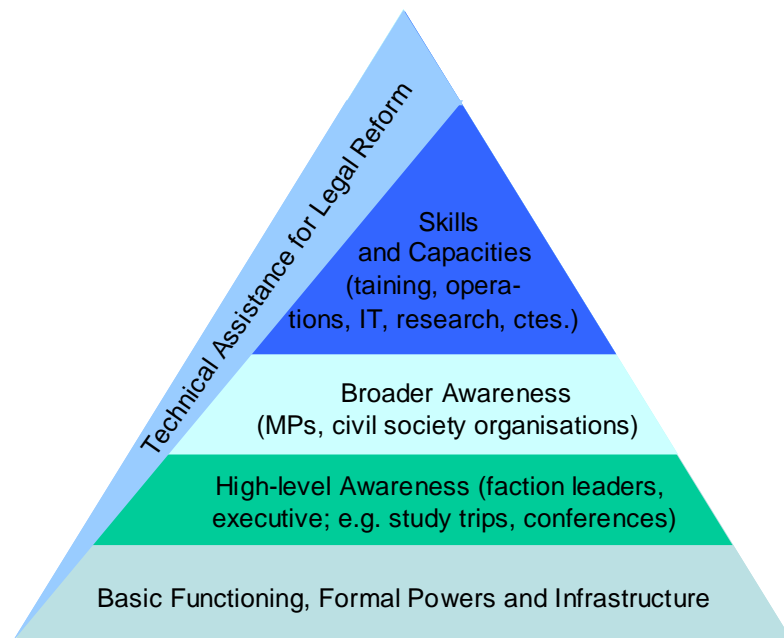 Technical Assistance for Legal Reform
Skills
and Capacities
(taining, opera-
tions, IT, research, ctes.)
Broader Awareness
(MPs, civil society organisations)
High-level Awareness (faction leaders,
executive; e.g. study trips, conferences)
Basic Functioning, Formal Powers and Infrastructure